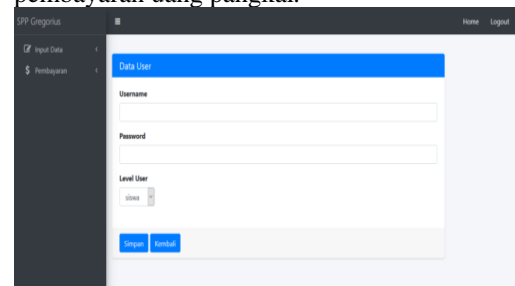 pembayaran uang pangkal.
SPP Gregorius
Home Logout
Input Data
Pembayaran
Data User
Username
Password
Level User
siswa
Simpan Kembali